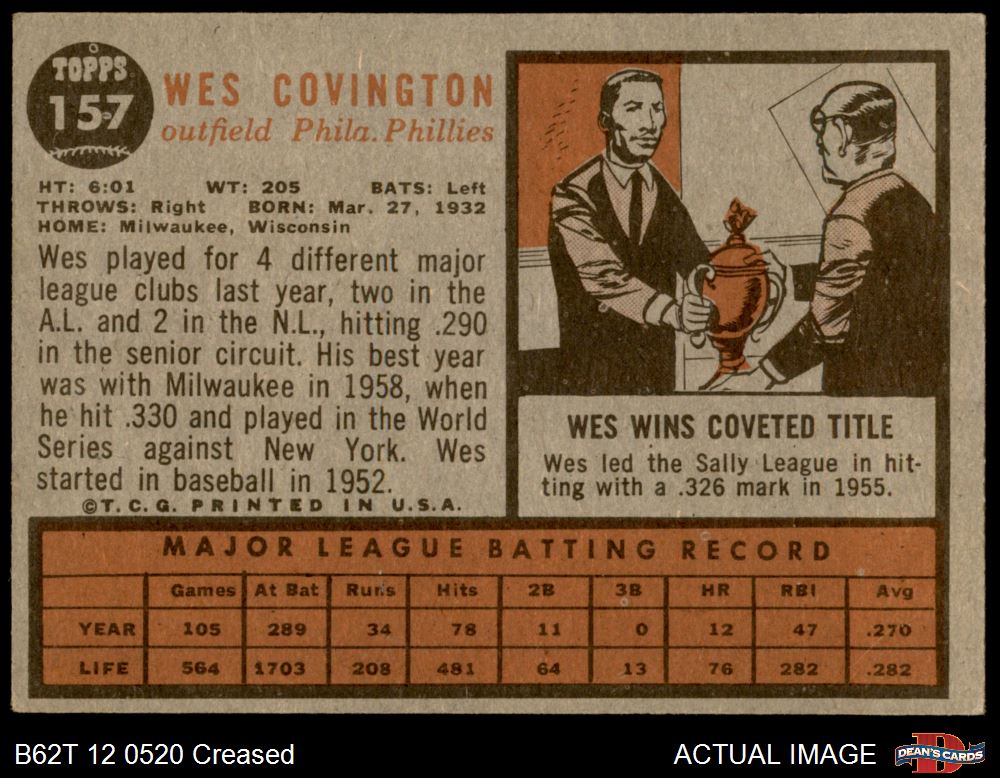 TOPPS
157
WES COVINGTON
outfield Phila. Phillies
HT: 6:01 WT: 205 BATS: Left
THROWS: Right BORN: Mar. 27, 1932
HOME: Milwaukee, Wisconsin
Wes played for 4 different major
league clubs last year, two in the
A.L. and 2 in the N.L., hitting .290
in the senior circuit. His best year
was with Milwaukee in 1958, when
he hit .330 and played in the World
Series against New York. Wes
started in baseball in 1952.
©T.C.G. PRINTED IN U.S.A.
WES WINS COVETED TITLE
Wes led the Sally League in hit-
ting with a .326 mark in 1955.
MAJOR LEAGUE BATTING RECORD
Games At Bat Runs Hits 2B 3B HR RBI Avg
YEAR 105 289 34 78 11 0 12 47 .270
LIFE 564 1703 208 481 64 13 76 282 .282
B62T 12 0520 Creased
ACTUAL IMAGE
DEAN'S CARDS